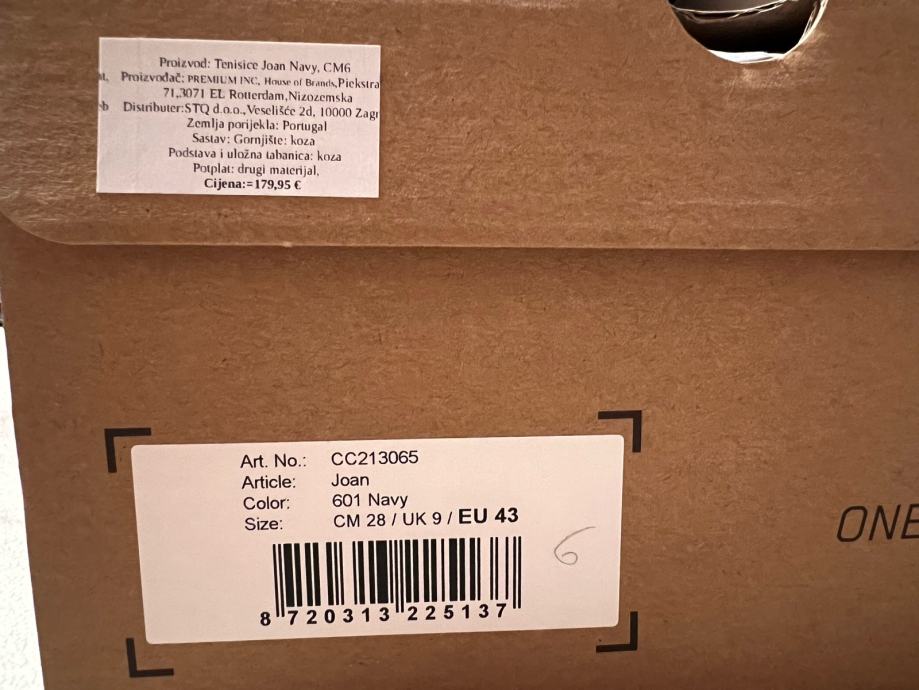 Proizvod: Tenisice Joan Navy, CM6
at, Proizvođač: PREMIUM INC, House of Brands,Piekstra
71,3071 EL Rotterdam,Nizozemska
b Distributer:STQ d.o.o.,Veselišće 2d, 10000 Zagr
Zemlja porijekla: Portugal
Sastav: Gornjište: koza
Podstava i uložna tabanica: koza
Potplat: drugi materijal,
Cijena:=179,95 €
Art. No.: CC213065
Article: Joan
Color: 601 Navy
Size: CM 28 / UK 9 / EU 43
6
8 720313 225137
ONE